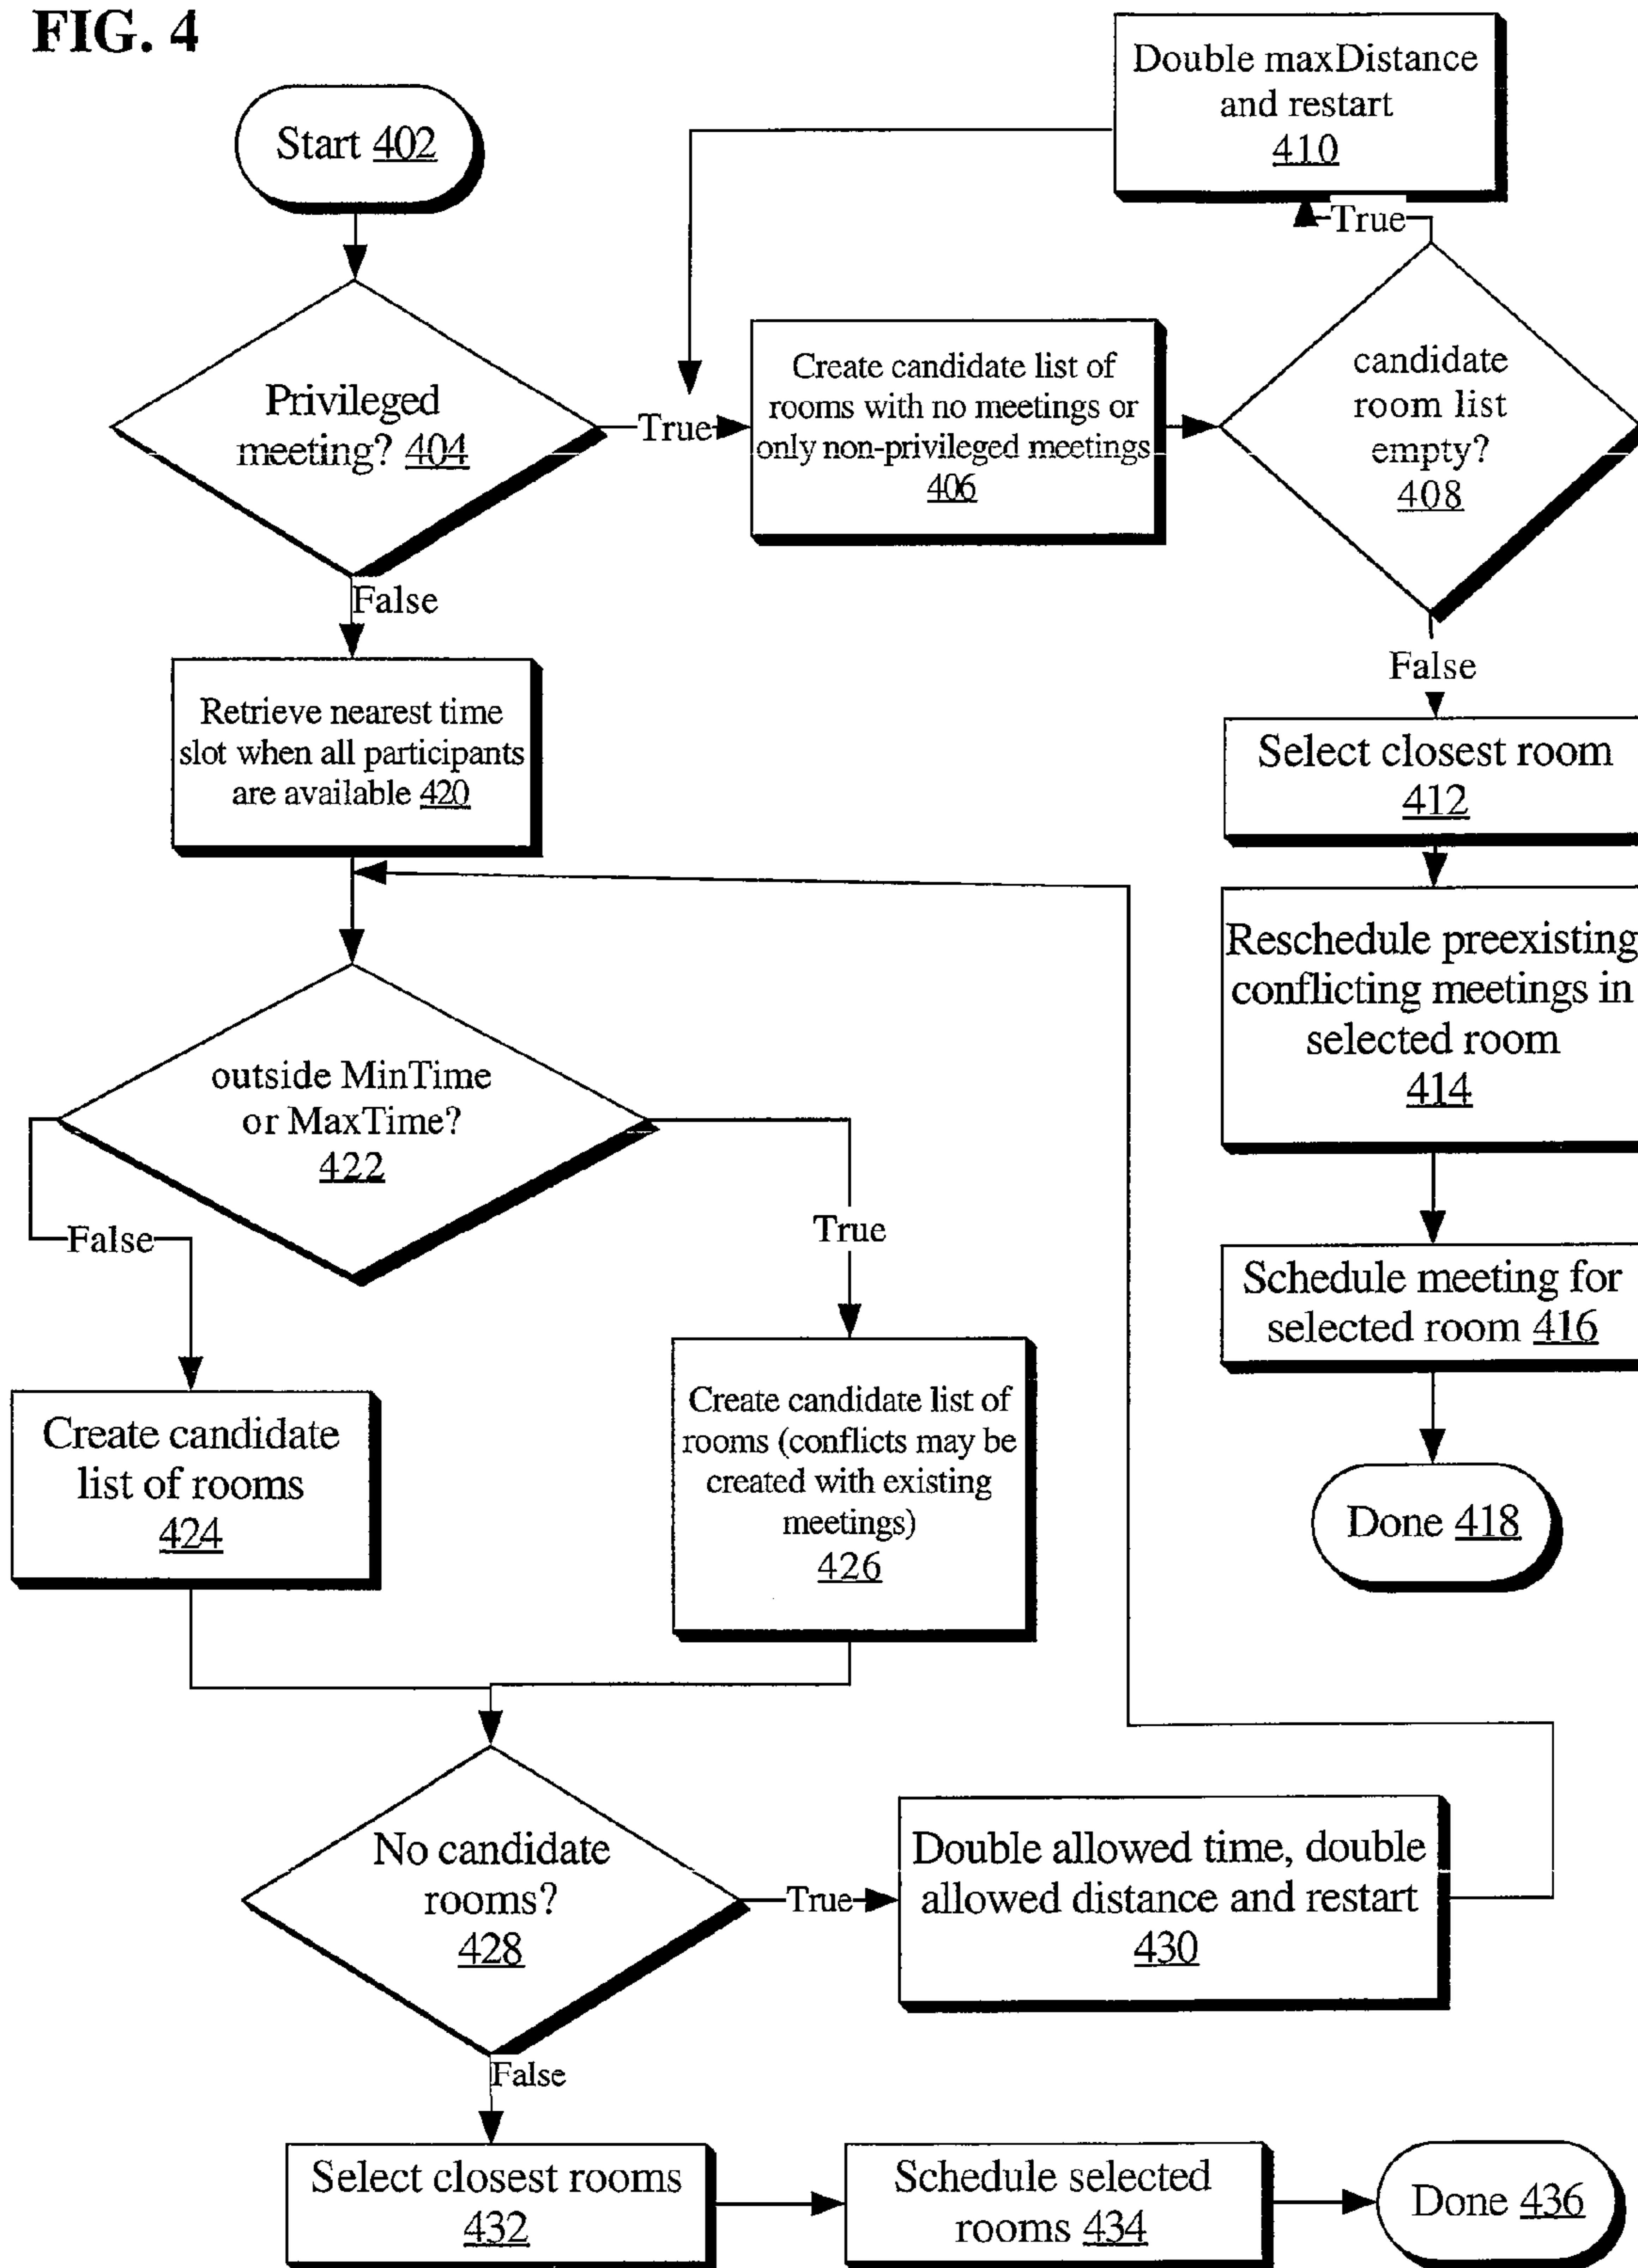 FIG. 4
Start 402
Double maxDistance
and restart
410
True
Privileged
meeting? 404
True
Create candidate list of
rooms with no meetings or
only non-privileged meetings
406
candidate
room list
empty?
408
False
False
Retrieve nearest time
slot when all participants
are available 420
Select closest room
412
Reschedule preexisting
conflicting meetings in
selected room
414
outside MinTime
or MaxTime?
422
False
True
Schedule meeting for
selected room 416
Create candidate
list of rooms
424
Create candidate list of
rooms (conflicts may be
created with existing
meetings)
426
Done 418
No candidate
rooms?
428
True
Double allowed time, double
allowed distance and restart
430
False
Select closest rooms
432
Schedule selected
rooms 434
Done 436